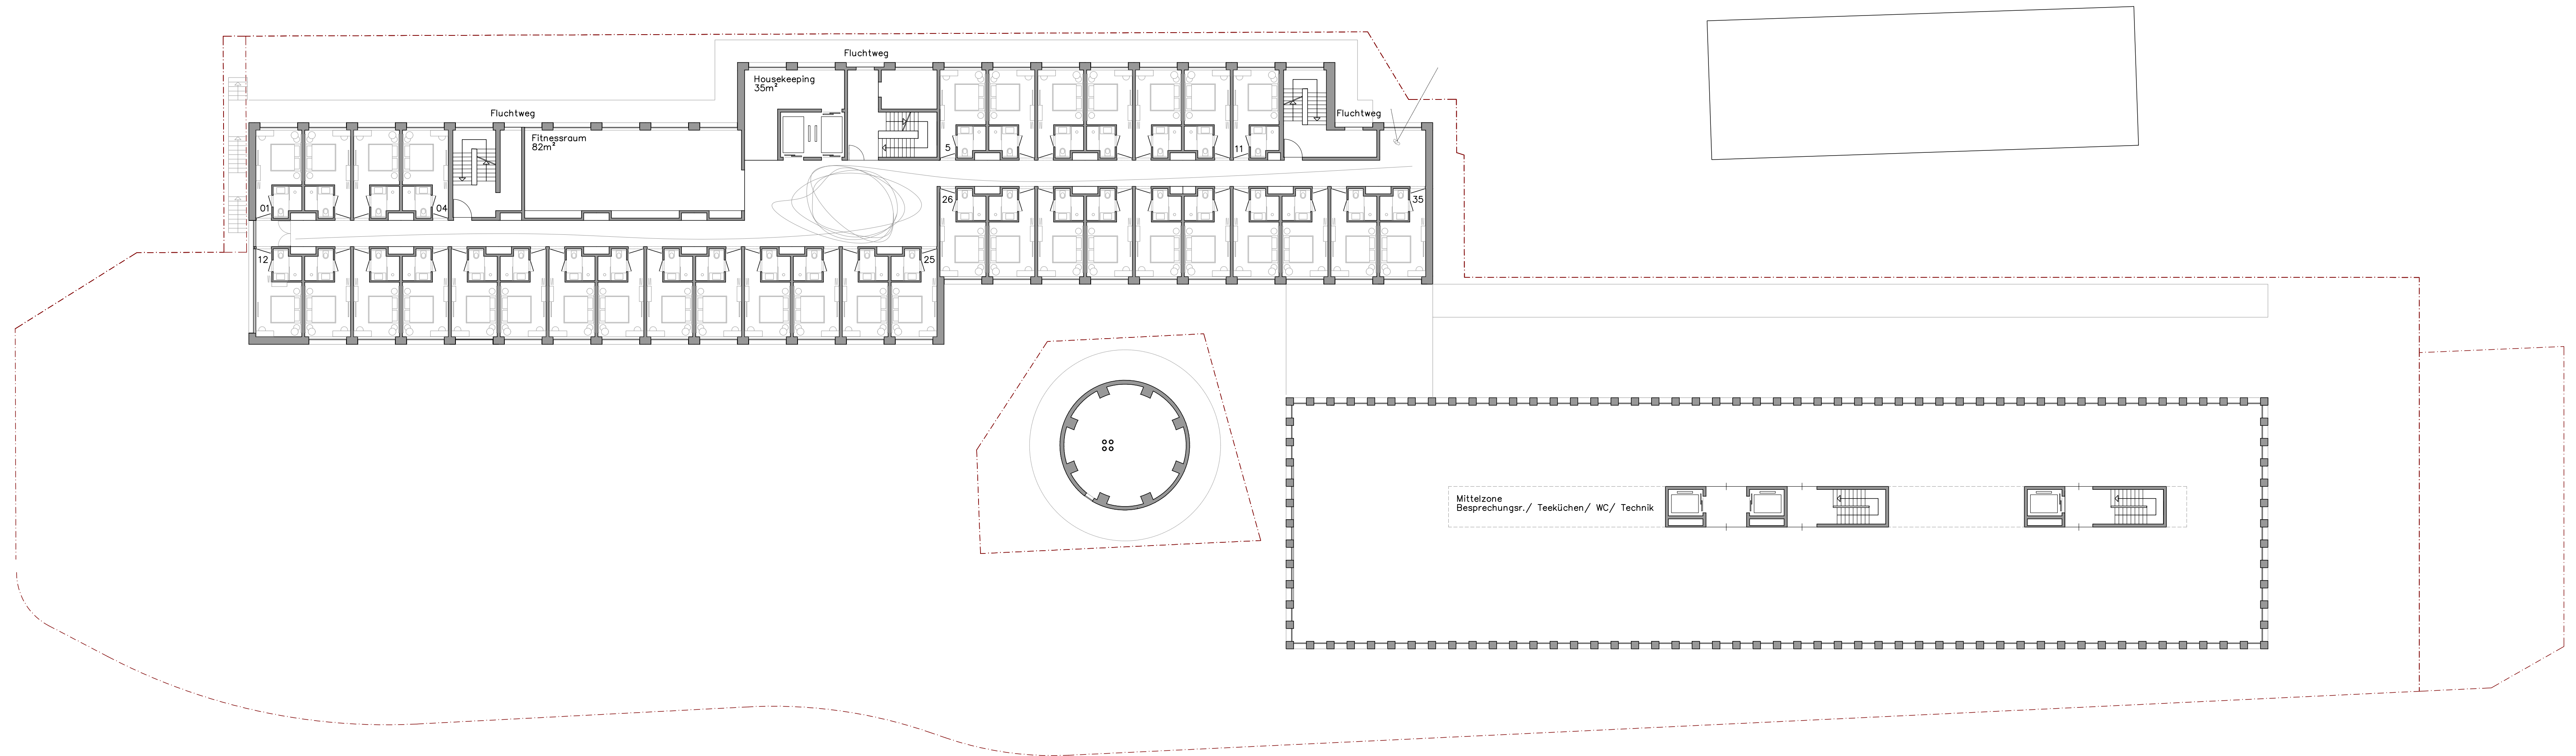 Fluchtweg
Housekeeping
35m²
Fluchtweg
Fitnessraum
82m²
Fluchtweg
5
11
01
04
26
35
12
25
Mittelzone
Besprechungsr./ Teeküchen/ WC/ Technik